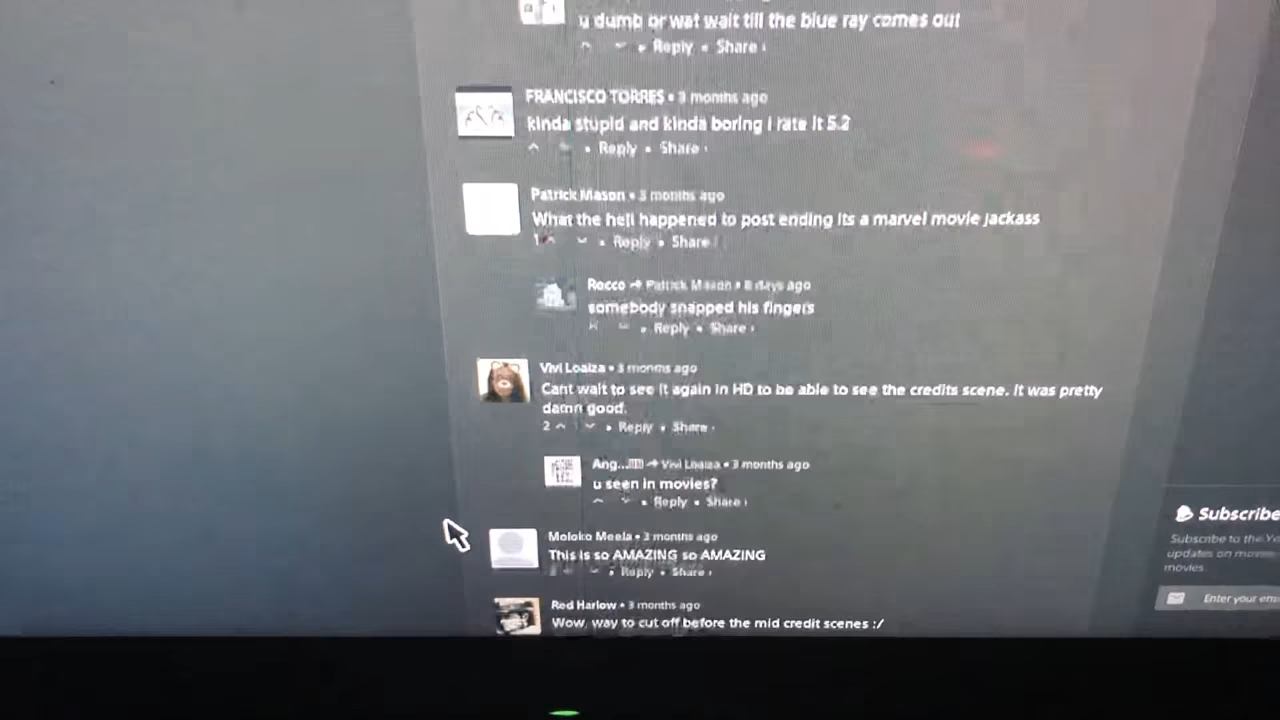 u dumb or wat wait till the blue ray comes out
Reply • Share ›
FRANCISCO TORRES • 3 months ago
kinda stupid and kinda boring i rate it 5.2
Reply • Share ›
Patrick Mason • 3 months ago
What the hell happened to post ending its a marvel movie jackass
1 • Reply • Share ›
Rocco → Patrick Mason • 8 days ago
somebody snapped his fingers
Reply • Share ›
Vivi Loaiza • 3 months ago
Cant wait to see it again in HD to be able to see the credits scene. It was pretty
damn good.
2 • Reply • Share ›
Ang... → Vivi Loaiza • 3 months ago
u seen in movies?
Reply • Share ›
Moloko Meela • 3 months ago
This is so AMAZING so AMAZING
Reply • Share ›
Red Harlow • 3 months ago
Wow, way to cut off before the mid credit scenes :/
Subscribe
Subscribe to the
updates on
movies.
Enter your